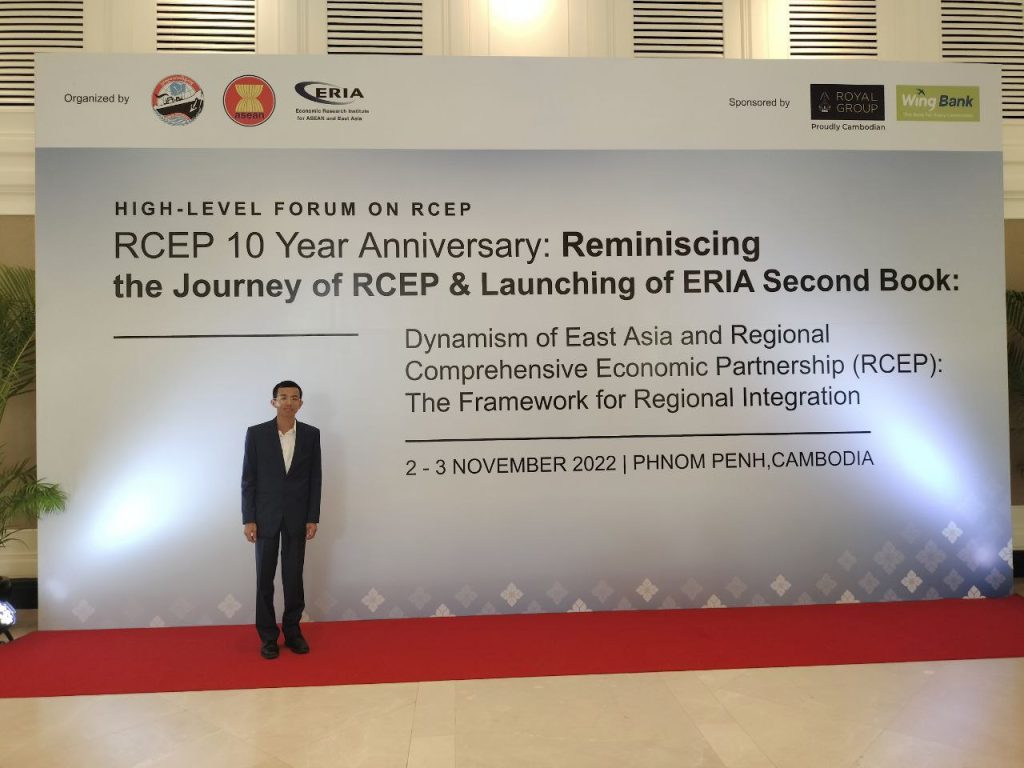 Organized by
asean
ERIA
Economic Research Institute
for ASEAN and East Asia
Sponsored by
ROYAL
GROUP
Proudly Cambodian
Wing Bank
HIGH-LEVEL FORUM ON RCEP
RCEP 10 Year Anniversary: Reminiscing
the Journey of RCEP & Launching of ERIA Second Book:
Dynamism of East Asia and Regional
Comprehensive Economic Partnership (RCEP):
The Framework for Regional Integration
2 - 3 NOVEMBER 2022 | PHNOM PENH,CAMBODIA